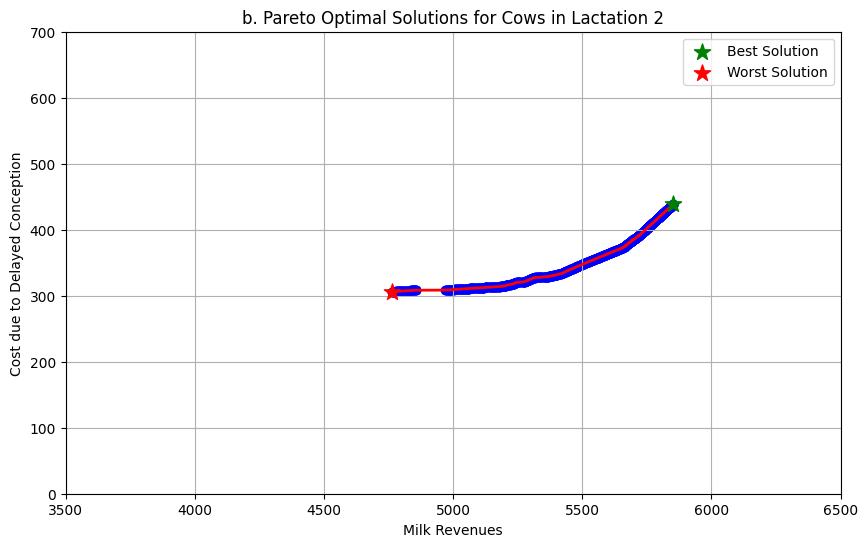 b. Pareto Optimal Solutions for Cows in Lactation 2
Best Solution
Worst Solution
Cost due to Delayed Conception
700
600
500
400
300
200
100
0
3500 4000 4500 5000 5500 6000 6500
Milk Revenues